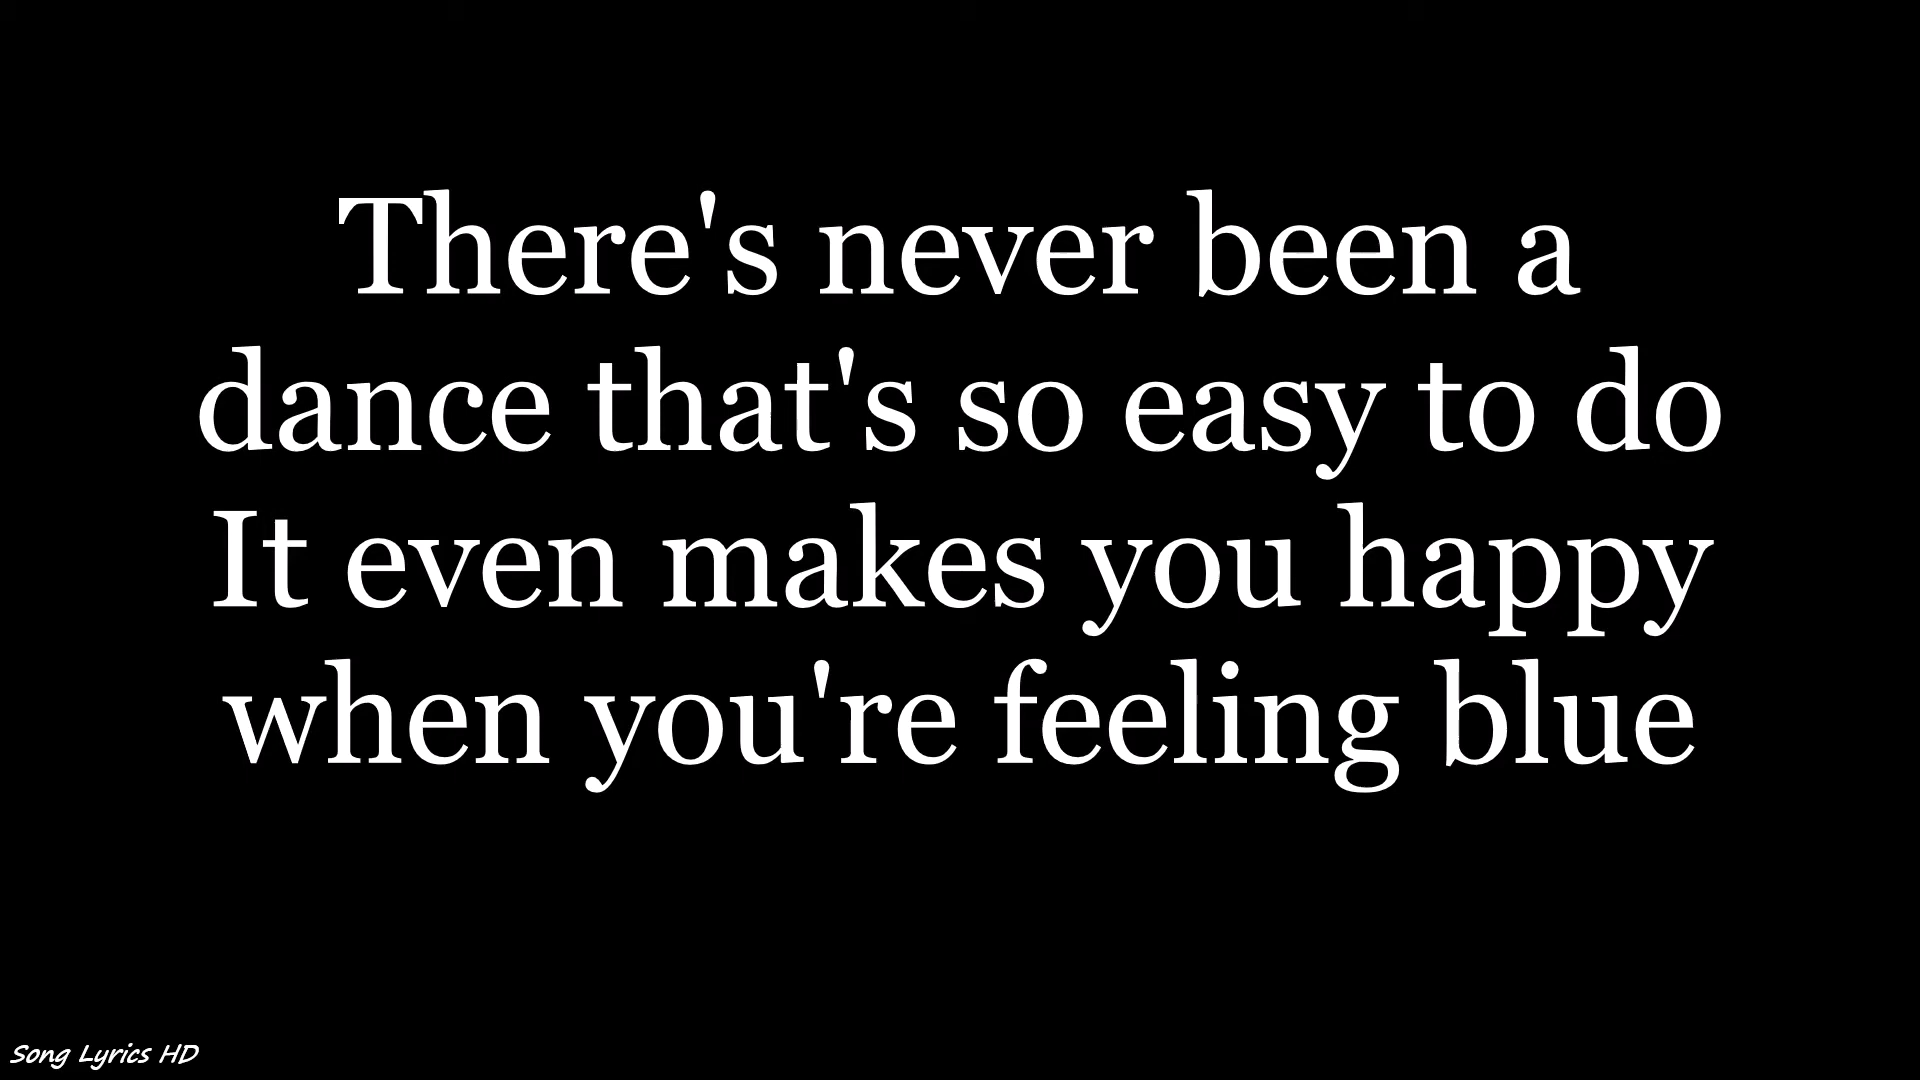 There's never been a
dance that's so easy to do
It even makes you happy
when you're feeling blue
Song Lyrics HD